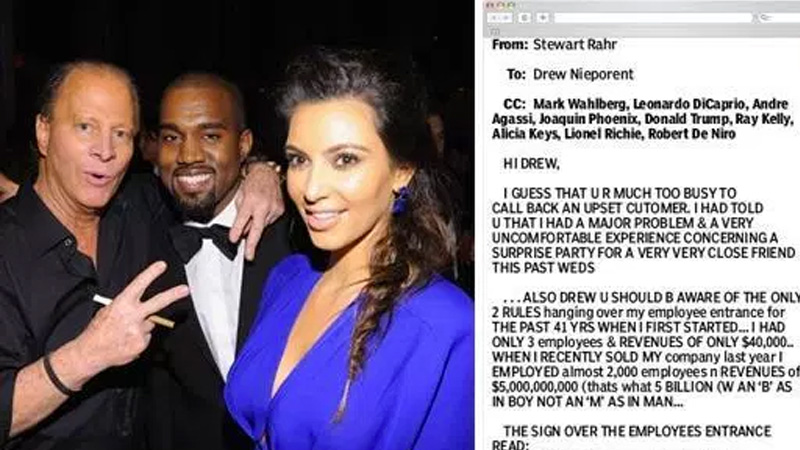 From: Stewart Rahr
To: Drew Nieporent
CC: Mark Wahlberg, Leonardo DiCaprio, Andre
Agassi, Joaquin Phoenix, Donald Trump, Ray Kelly,
Alicia Keys, Lionel Richie, Robert De Niro
HI DREW,
I GUESS THAT U R MUCH TOO BUSY TO
CALL BACK AN UPSET CUTOMER. I HAD TOLD
U THAT I HAD A MAJOR PROBLEM & A VERY
UNCOMFORTABLE EXPERIENCE CONCERNING A
SURPRISE PARTY FOR A VERY VERY CLOSE FRIEND
THIS PAST WEDS
. . . ALSO DREW U SHOULD B AWARE OF THE ONLY
2 RULES hanging over my employee entrance for
THE PAST 41 YRS WHEN I FIRST STARTED... I HAD
ONLY 3 employees & REVENUES OF ONLY $40,000..
WHEN I RECENTLY SOLD MY company last year I
EMPLOYED almost 2,000 employees n REVENUES of
$5,000,000,000 (thats what 5 BILLION (W AN ‘B’ AS
IN BOY NOT AN ‘M’ AS IN MAN...
THE SIGN OVER THE EMPLOYEES ENTRANCE
READ: